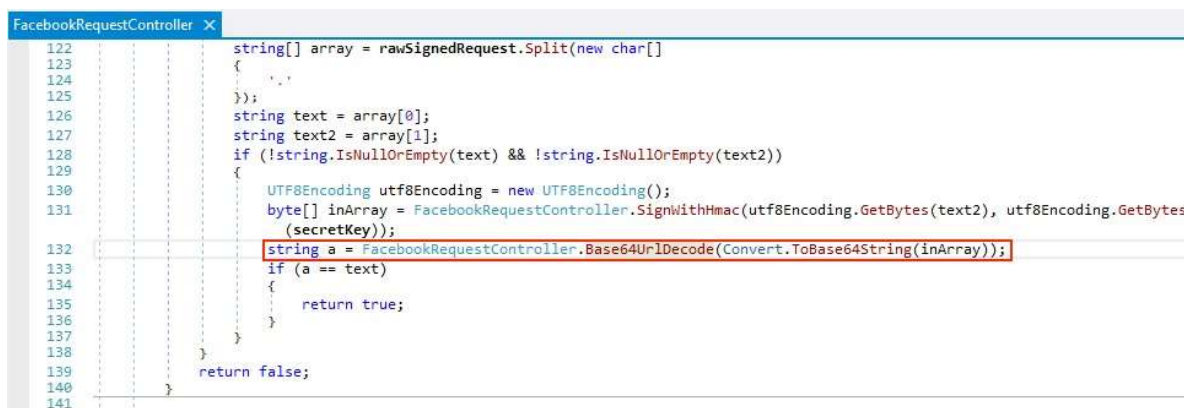 FacebookRequestController ×
122 string[] array = rawSignedRequest.Split(new char[]
123 {
124 '.'
125 });
126 string text = array[0];
127 string text2 = array[1];
128 if (!string.IsNullOrEmpty(text) && !string.IsNullOrEmpty(text2))
129 {
130 UTF8Encoding utf8Encoding = new UTF8Encoding();
131 byte[] inArray = FacebookRequestController.SignWithHmac(utf8Encoding.GetBytes(text2), utf8Encoding.GetBytes
(secretKey));
132 string a = FacebookRequestController.Base64UrlDecode(Convert.ToBase64String(inArray));
133 if (a == text)
134 {
135 return true;
136 }
137 }
138 }
139 return false;
140 }
141